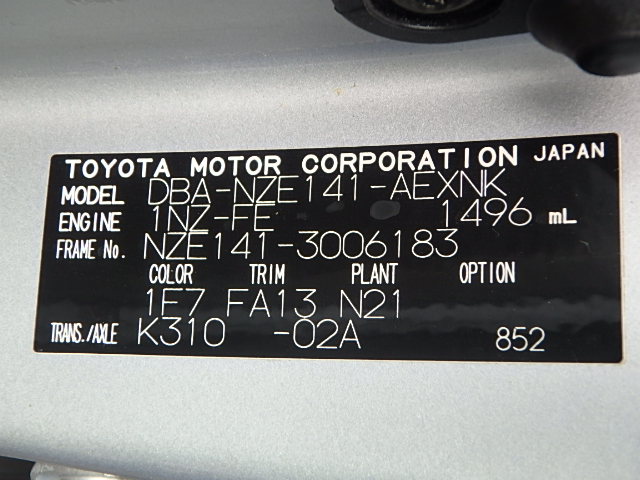 TOYOTA MOTOR CORPORATION JAPAN
MODEL DBA-NZE141-AEXNK
ENGINE 1NZ-FE 1496 mL
FRAME No. NZE141-3006183
COLOR TRIM PLANT OPTION
1E7 FA13 N21
TRANS./AXLE K310 -02A 852